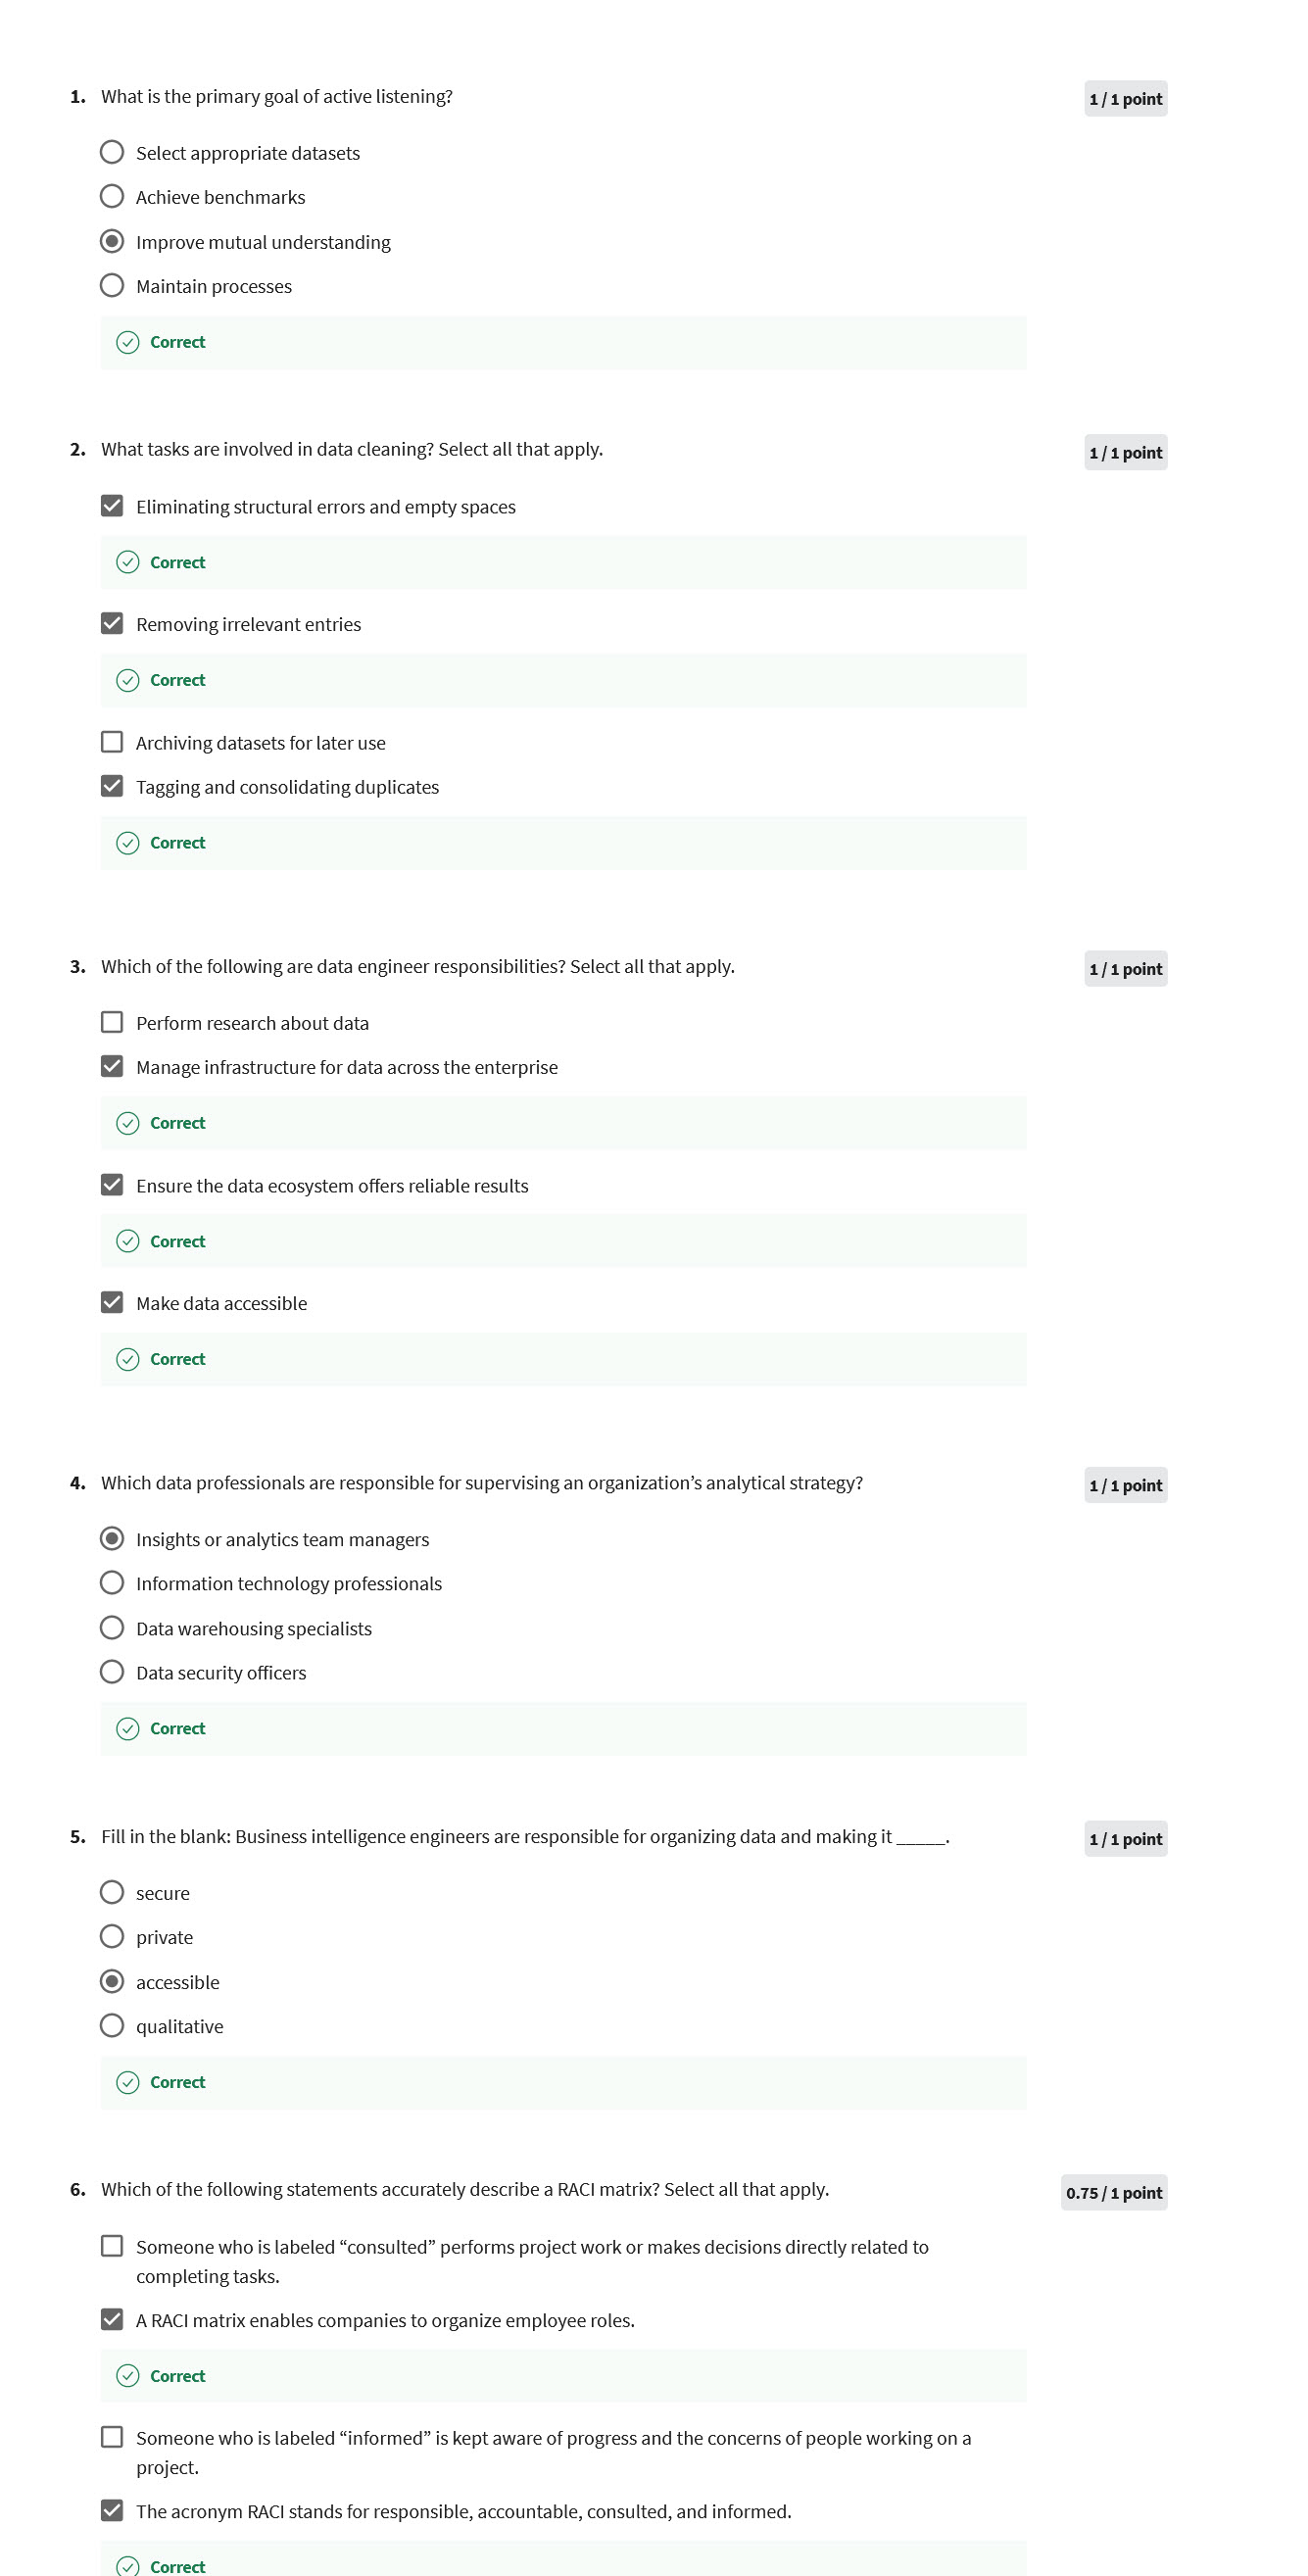 1. What is the primary goal of active listening?
1 / 1 point
Select appropriate datasets
Achieve benchmarks
Improve mutual understanding
Maintain processes
Correct
2. What tasks are involved in data cleaning? Select all that apply.
1 / 1 point
Eliminating structural errors and empty spaces
Correct
Removing irrelevant entries
Correct
Archiving datasets for later use
Tagging and consolidating duplicates
Correct
3. Which of the following are data engineer responsibilities? Select all that apply.
1 / 1 point
Perform research about data
Manage infrastructure for data across the enterprise
Correct
Ensure the data ecosystem offers reliable results
Correct
Make data accessible
Correct
4. Which data professionals are responsible for supervising an organization’s analytical strategy?
1 / 1 point
Insights or analytics team managers
Information technology professionals
Data warehousing specialists
Data security officers
Correct
5. Fill in the blank: Business intelligence engineers are responsible for organizing data and making it _____.
1 / 1 point
secure
private
accessible
qualitative
Correct
6. Which of the following statements accurately describe a RACI matrix? Select all that apply.
0.75 / 1 point
Someone who is labeled “consulted” performs project work or makes decisions directly related to
completing tasks.
A RACI matrix enables companies to organize employee roles.
Correct
Someone who is labeled “informed” is kept aware of progress and the concerns of people working on a
project.
The acronym RACI stands for responsible, accountable, consulted, and informed.
Correct